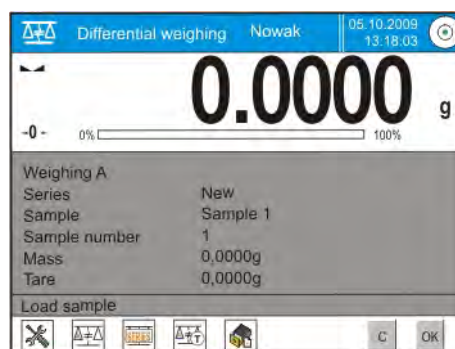 Differential weighing Nowak 05.10.2009
13:18:03
0.0000 g
-0- 0% 100%
Weighing A
Series New
Sample Sample 1
Sample number 1
Mass 0,0000g
Tare 0,0000g
Load sample
SERIES T C OK